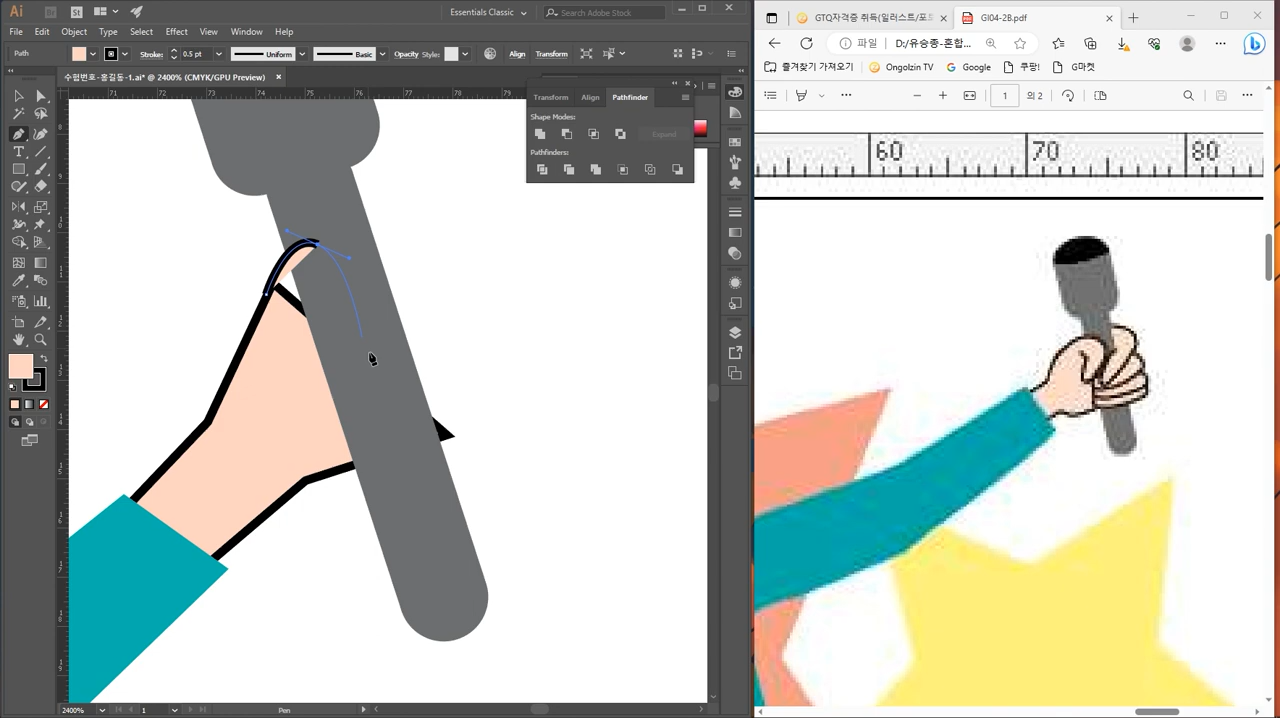 Ai Br St Essentials Classic Search Adobe Stock
File Edit Object Type Select Effect View Window Help
Path Stroke: 0.5 pt Uniform Basic Opacity Style: Align Transform
수험번호-홍길동-1.ai* @ 2400% (CMYK/GPU Preview)
71 72 73 74 75 76 77 78 79
Transform Align Pathfinder
Shape Modes:
Expand
Pathfinders:
2400% 1 Pen
GTQ자격증 취득(일러스트/포토
GI04-2B.pdf
파일 D:/유승종-혼합...
즐겨찾기 가져오기 Ongolzin TV Google 쿠팡! G마켓
1 의 2
60 70 80